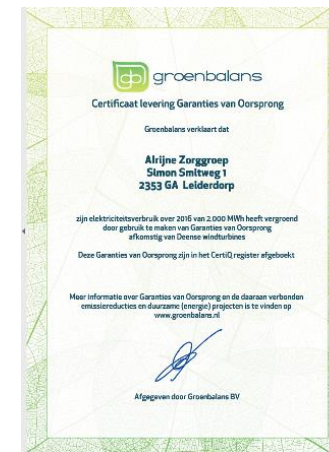 gb groenbalans
Certificaat levering Garanties van Oorsprong
Groenbalans verklaart dat
Alrijne Zorggroep
Simon Smitweg 1
2353 GA Leiderdorp
zijn elektriciteitsverbruik over 2016 van 2.000 MWh heeft vergroend
door gebruik te maken van Garanties van Oorsprong
afkomstig van Deense windturbines
Deze Garanties van Oorsprong zijn in het CertiQ register afgeboekt
Meer informatie over Garanties van Oorsprong en de daaraan verbonden
emissiereducties en duurzame (energie) projecten is te vinden op
www.groenbalans.nl
Afgegeven door Groenbalans BV